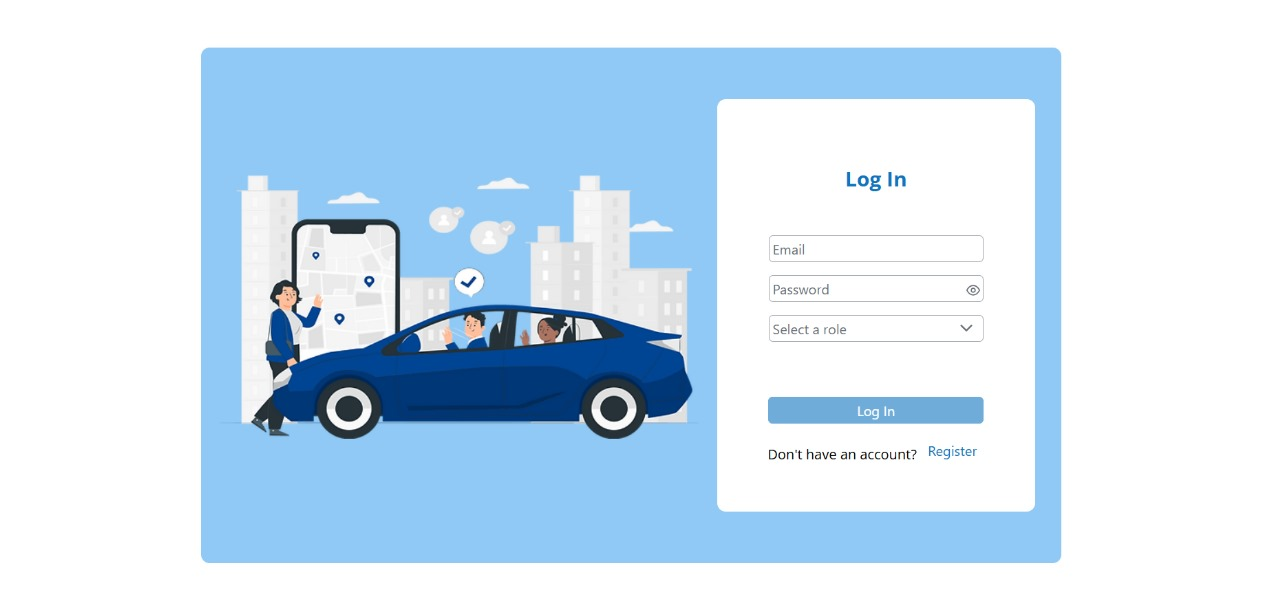 Log In
Email
Password
Select a role
Log In
Don't have an account? Register